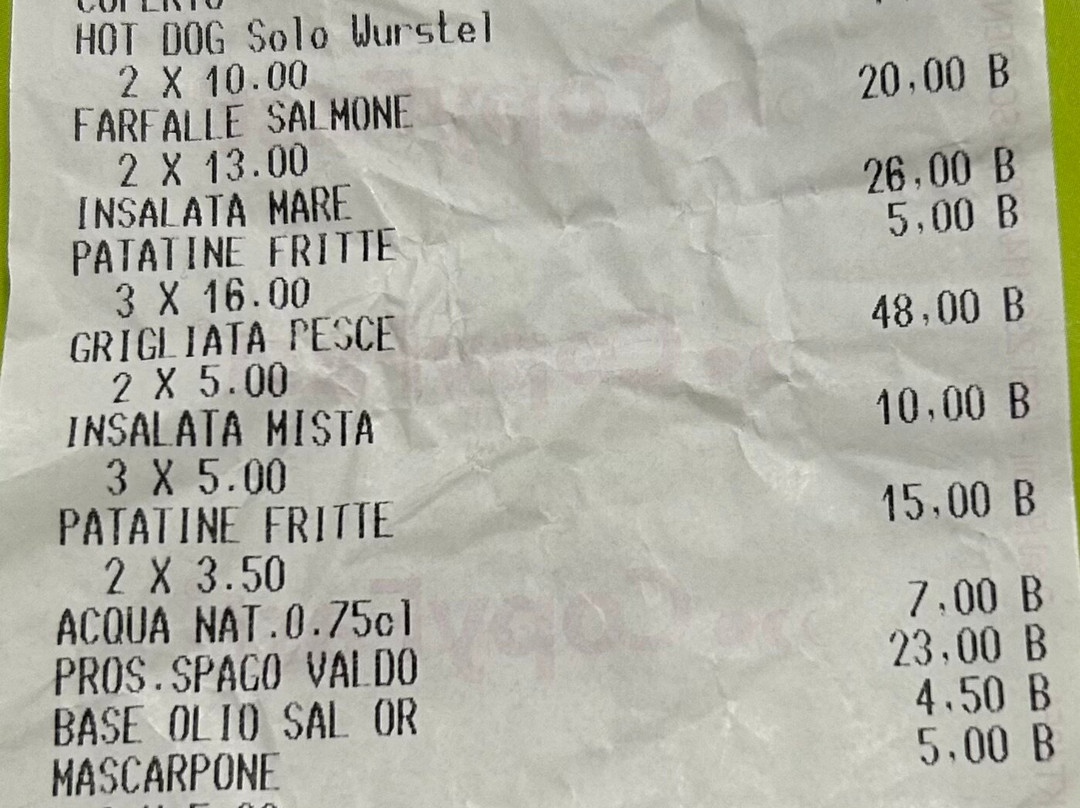 COPERTO
HOT DOG Solo Wurstel
2 X 10.00 20,00 B
FARFALLE SALMONE
2 X 13.00 26,00 B
INSALATA MARE 5,00 B
PATATINE FRITTE
3 X 16.00 48,00 B
GRIGLIATA PESCE
2 X 5.00 10,00 B
INSALATA MISTA
3 X 5.00 15,00 B
PATATINE FRITTE
2 X 3.50 7,00 B
ACQUA NAT.0.75cl 23,00 B
PROS.SPAGO VALDO 4.50 B
BASE OLIO SAL OR 5,00 B
MASCARPONE